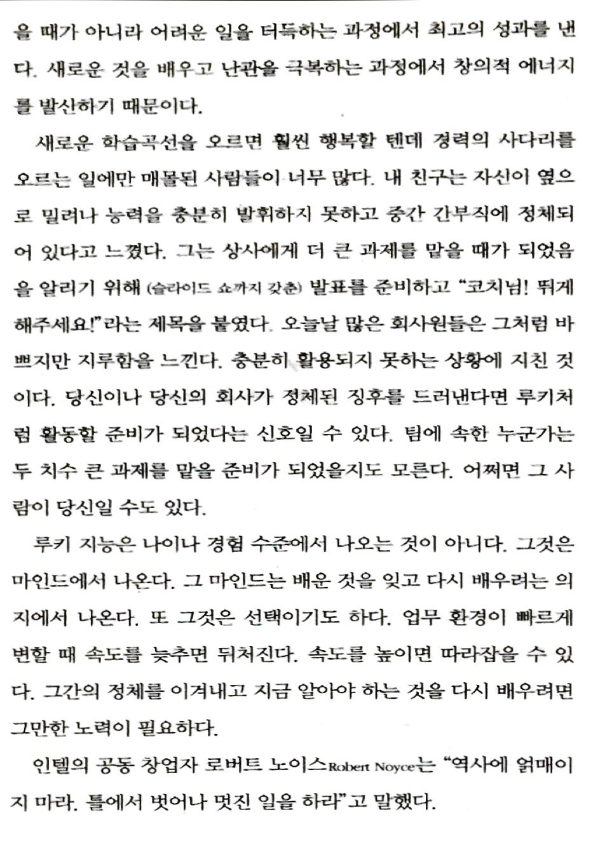 을 때가 아니라 어려운 일을 터득하는 과정에서 최고의 성과를 낸
다. 새로운 것을 배우고 난관을 극복하는 과정에서 창의적 에너지
를 발산하기 때문이다.
새로운 학습곡선을 오르면 훨씬 행복할 텐데 경력의 사다리를
오르는 일에만 매몰된 사람들이 너무 많다. 내 친구는 자신이 옆으
로 밀려나 능력을 충분히 발휘하지 못하고 중간 간부직에 정체되
어 있다고 느꼈다. 그는 상사에게 더 큰 과제를 맡을 때가 되었음
을 알리기 위해 (슬라이드 쇼까지 갖춘) 발표를 준비하고 “코치님! 뛰게
해주세요!”라는 제목을 붙였다. 오늘날 많은 회사원들은 그처럼 바
쁘지만 지루함을 느낀다. 충분히 활용되지 못하는 상황에 지친 것
이다. 당신이나 당신의 회사가 정체된 징후를 드러낸다면 루키처
럼 활동할 준비가 되었다는 신호일 수 있다. 팀에 속한 누군가는
두 치수 큰 과제를 맡을 준비가 되었을지도 모른다. 어쩌면 그 사
람이 당신일 수도 있다.
루키 지능은 나이나 경험 수준에서 나오는 것이 아니다. 그것은
마인드에서 나온다. 그 마인드는 배운 것을 잊고 다시 배우려는 의
지에서 나온다. 또 그것은 선택이기도 하다. 업무 환경이 빠르게
변할 때 속도를 늦추면 뒤처진다. 속도를 높이면 따라잡을 수 있
다. 그간의 정체를 이겨내고 지금 알아야 하는 것을 다시 배우려면
그만한 노력이 필요하다.
인텔의 공동 창업자 로버트 노이스Robert Noyce는 “역사에 얽매이
지 마라. 틀에서 벗어나 멋진 일을 하라”고 말했다.